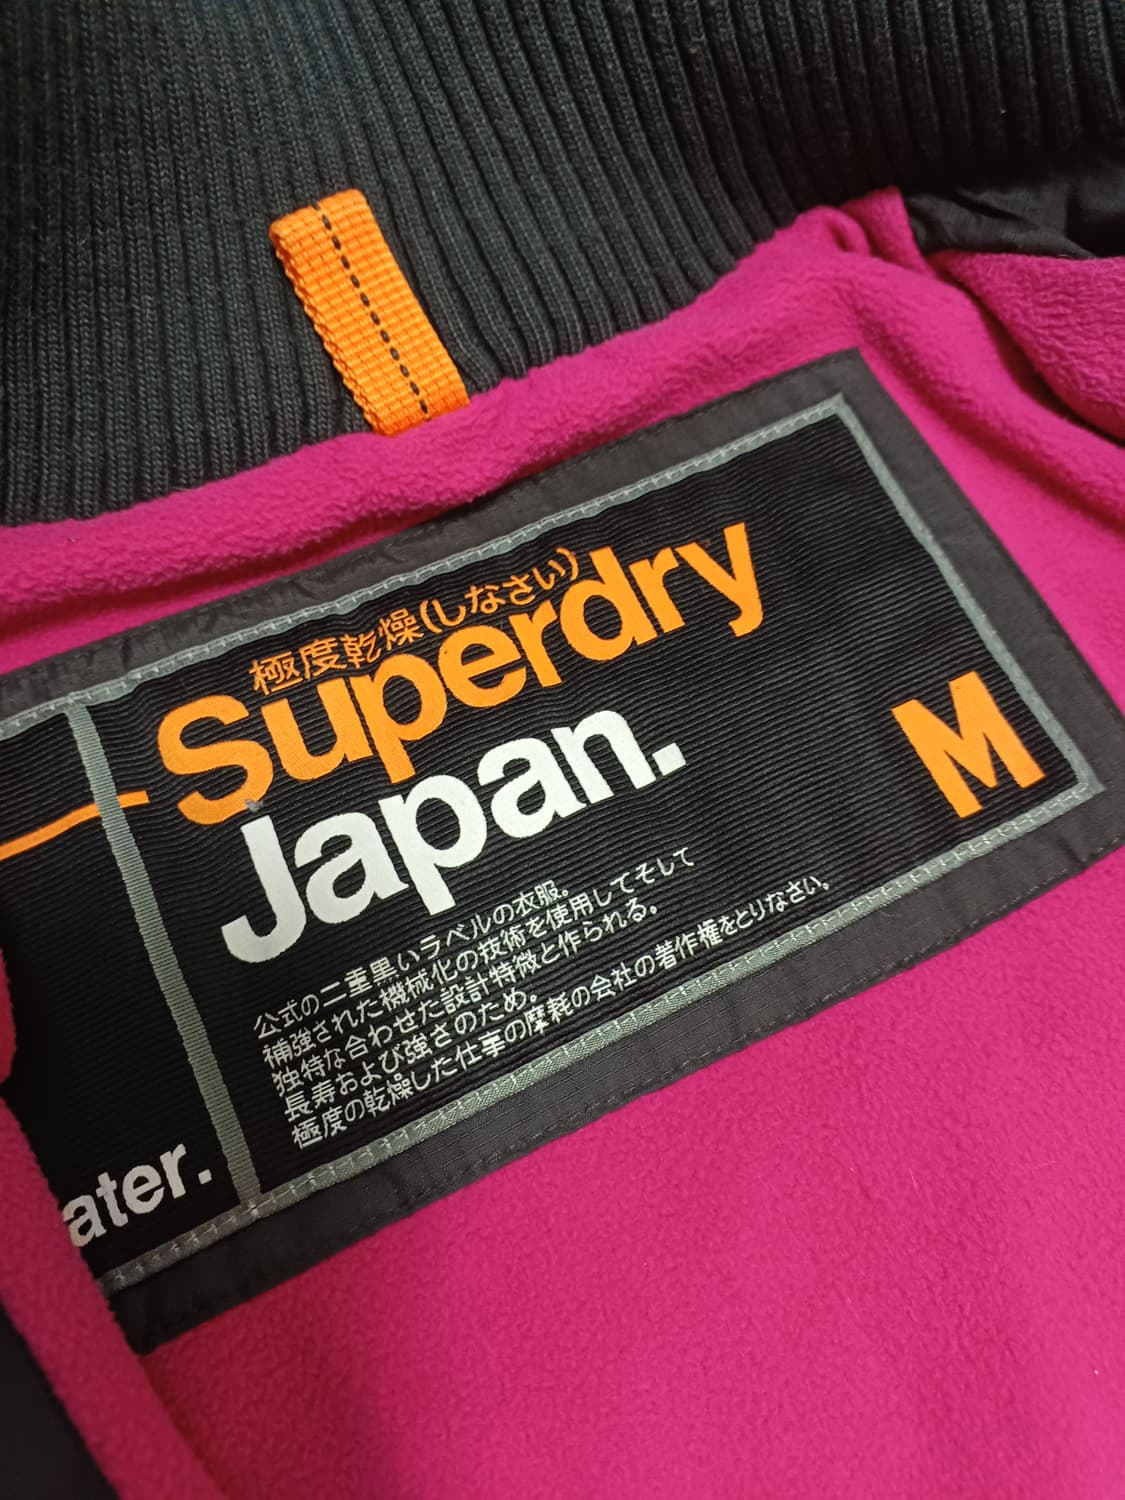 極度乾燥(しなさい)
Superdry
Japan.
M
公式の二重黒いラベルの衣服。
補強された機械化の技術を使用してそして
独特な合わせた設計特微と作られる。
長寿および強さのため。
極度の乾燥した仕事の摩耗の会社の著作権をとりなさい。
ater.